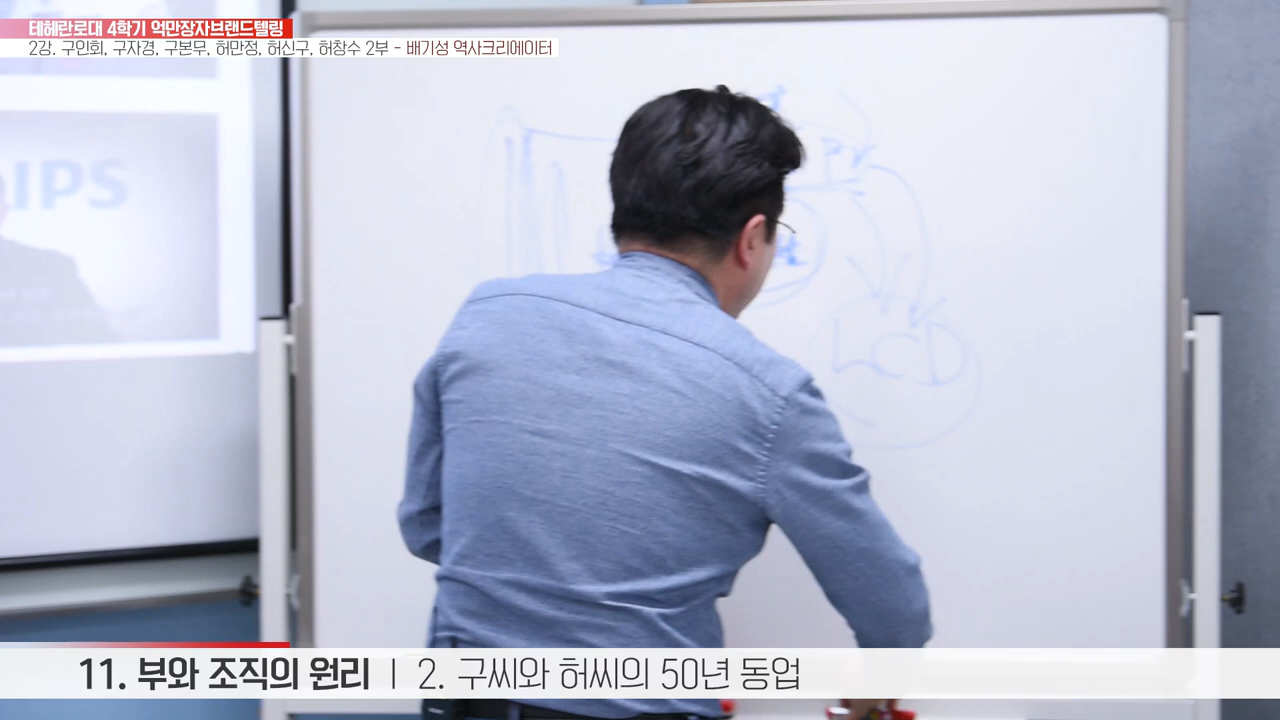 테헤란로대 4학기 억만장자브랜드텔링
2강. 구인회, 구자경, 구본무, 허만정, 허신구, 허창수 2부 - 배기성 역사크리에이터
IPS
LCD
11. 부와 조직의 원리 | 2. 구씨와 허씨의 50년 동업